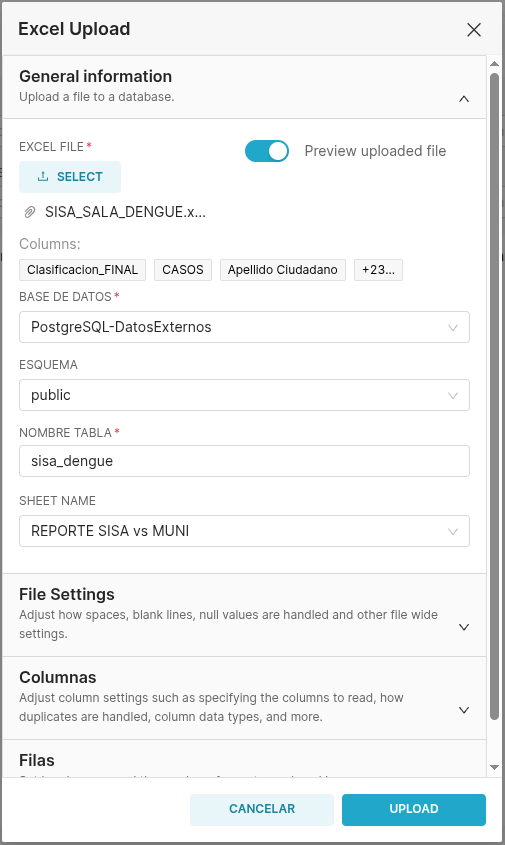 Excel Upload
General information
Upload a file to a database.
EXCEL FILE *
Preview uploaded file
SELECT
SISA_SALA_DENGUE.x...
Columns:
Clasificacion_FINAL CASOS Apellido Ciudadano +23...
BASE DE DATOS *
PostgreSQL-DatosExternos
ESQUEMA
public
NOMBRE TABLA *
sisa_dengue
SHEET NAME
REPORTE SISA vs MUNI
File Settings
Adjust how spaces, blank lines, null values are handled and other file wide
settings.
Columnas
Adjust column settings such as specifying the columns to read, how
duplicates are handled, column data types, and more.
Filas
CANCELAR UPLOAD